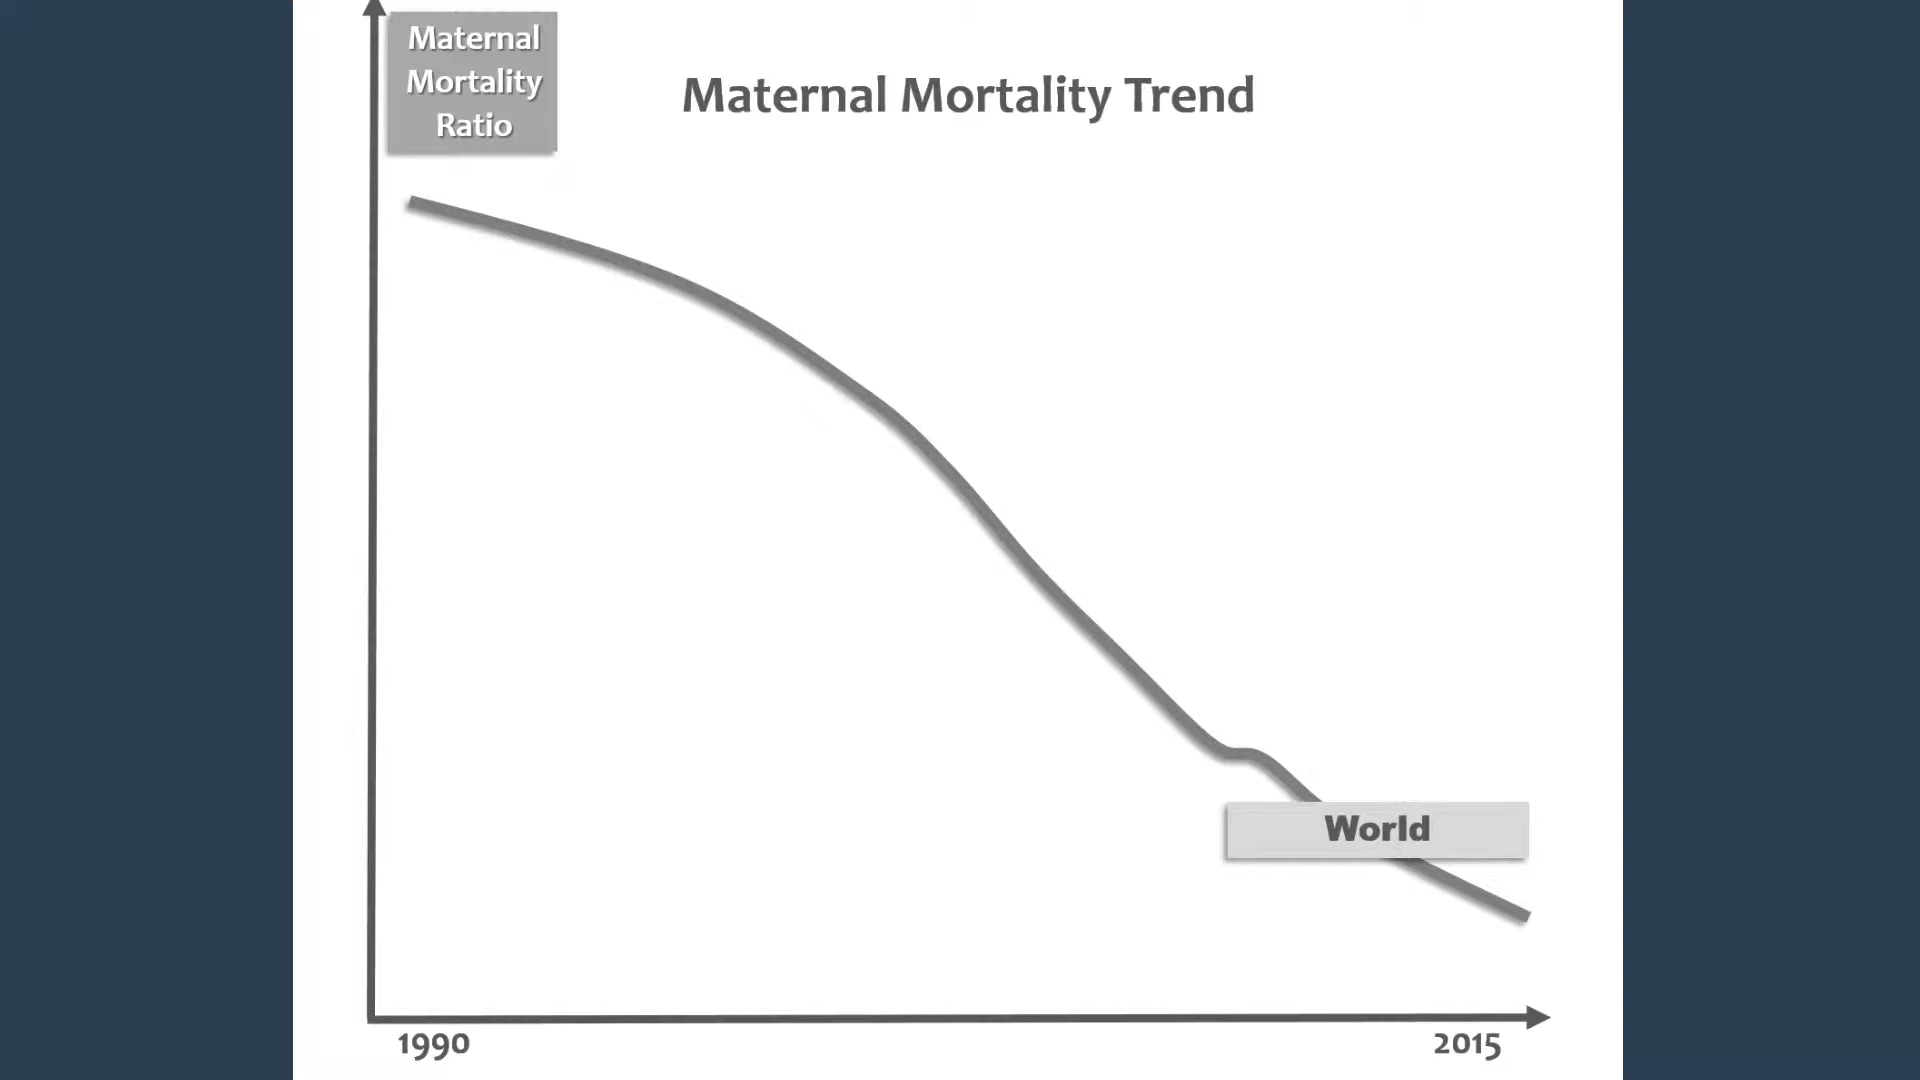 Maternal
Mortality
Ratio
Maternal Mortality Trend
World
1990
2015